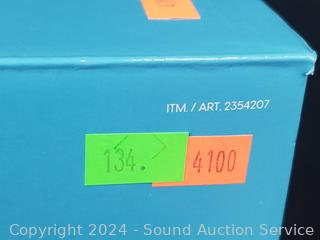 ITM. / ART. 2354207
134. 4100
Copyright © 2024 - Sound Auction Service